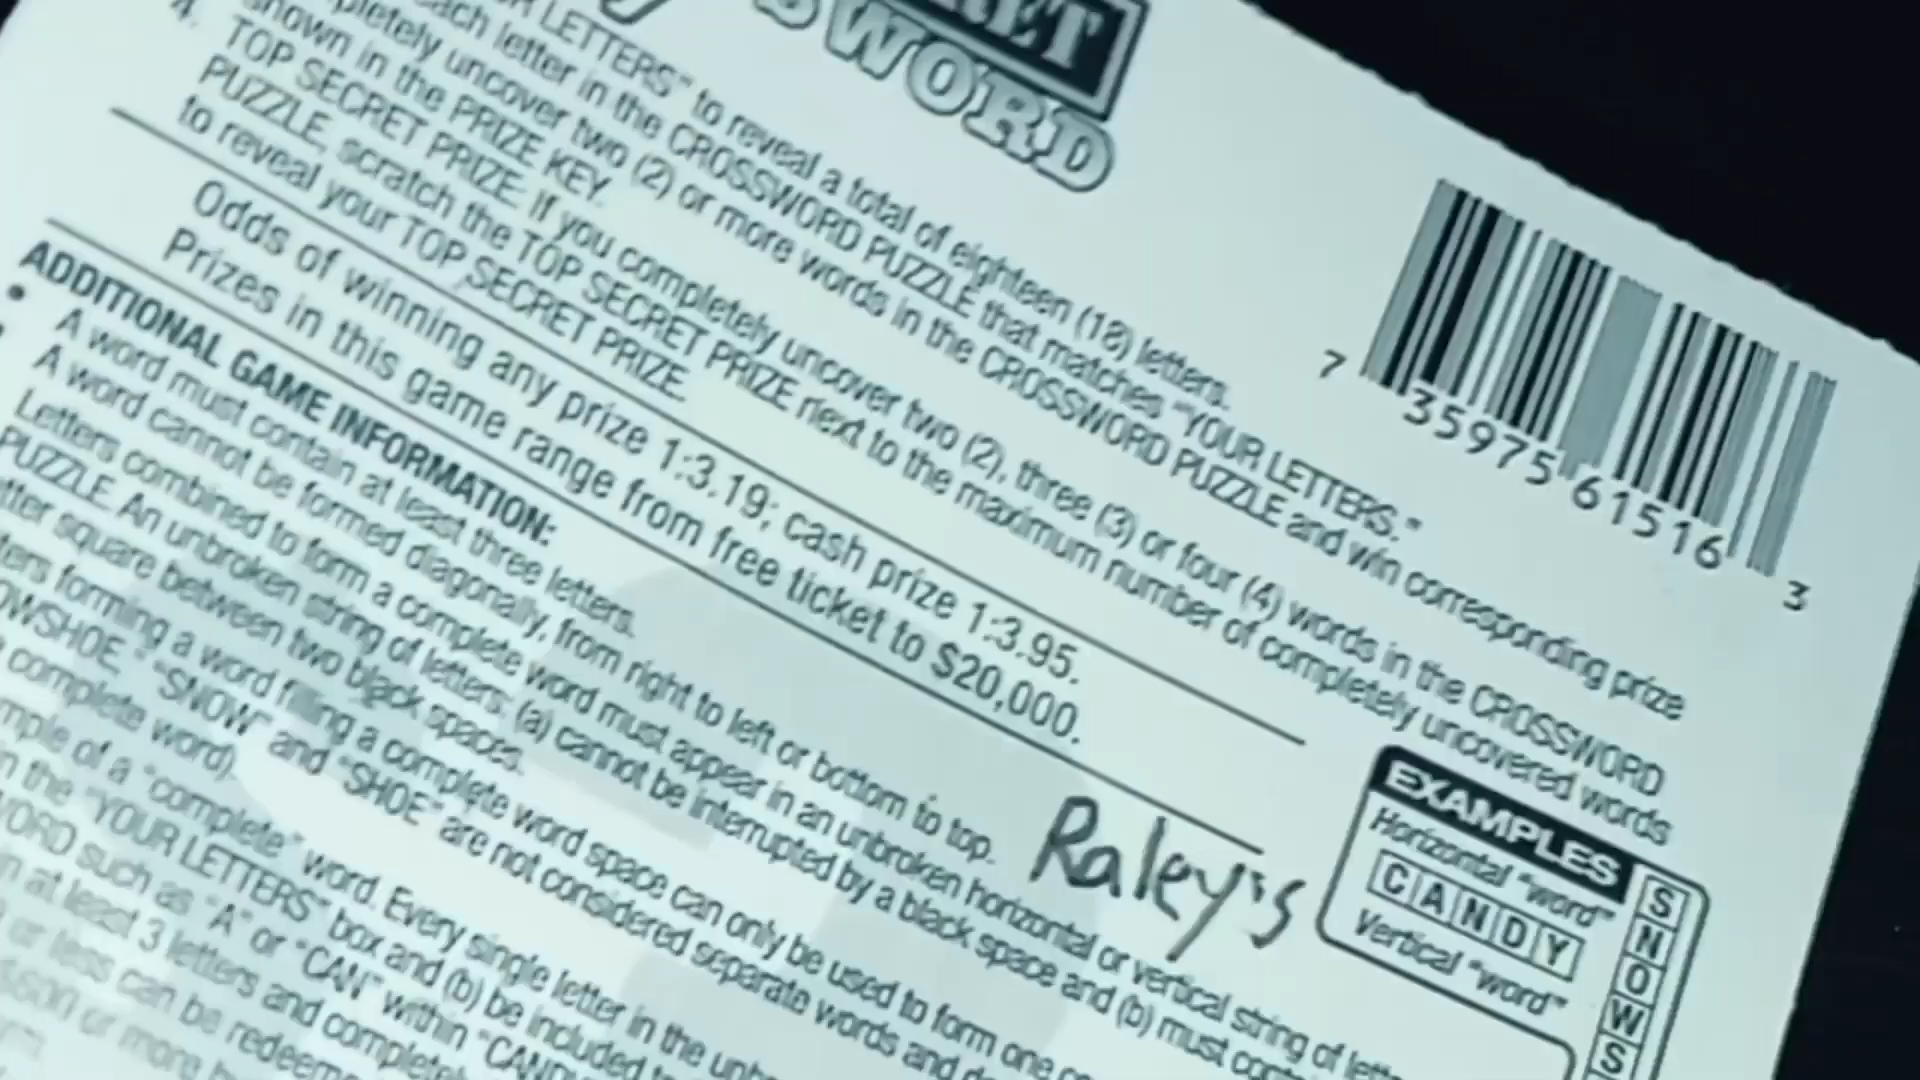 RET
SWORD
R LETTERS" to reveal a total of eighteen (18) letters.
each letter in the CROSSWORD PUZZLE that matches "YOUR LETTERS."
pletely uncover two (2) or more words in the CROSSWORD PUZZLE and win corresponding prize
shown in the PRIZE KEY.
4. TOP SECRET PRIZE: If you completely uncover two (2), three (3) or four (4) words in the CROSSWORD
PUZZLE, scratch the TOP SECRET PRIZE next to the maximum number of completely uncovered words
to reveal your TOP SECRET PRIZE.
7 35975 61516 3
Odds of winning any prize 1:3.19; cash prize 1:3.95.
Prizes in this game range from free ticket to $20,000.
ADDITIONAL GAME INFORMATION:
• A word must contain at least three letters.
• A word cannot be formed diagonally, from right to left or bottom to top.
Letters combined to form a complete word must appear in an unbroken horizontal or vertical string of
PUZZLE. An unbroken string of letters: (a) cannot be interrupted by a black space and (b) must
square between two black spaces.
forming a word filling a complete word space can only be used to form one
OWSHOE," "SNOW" and "SHOE" are not considered separate words and
complete word).
of a "complete" word. Every single letter in the
in the "YOUR LETTERS" box and (b) be included
WORD such as "A" or "CAN" within "CANDY
at least 3 letters and
or less can be
or more
Raley's
EXAMPLES
Horizontal "word"
CANDY
Vertical "word"
SNOWS